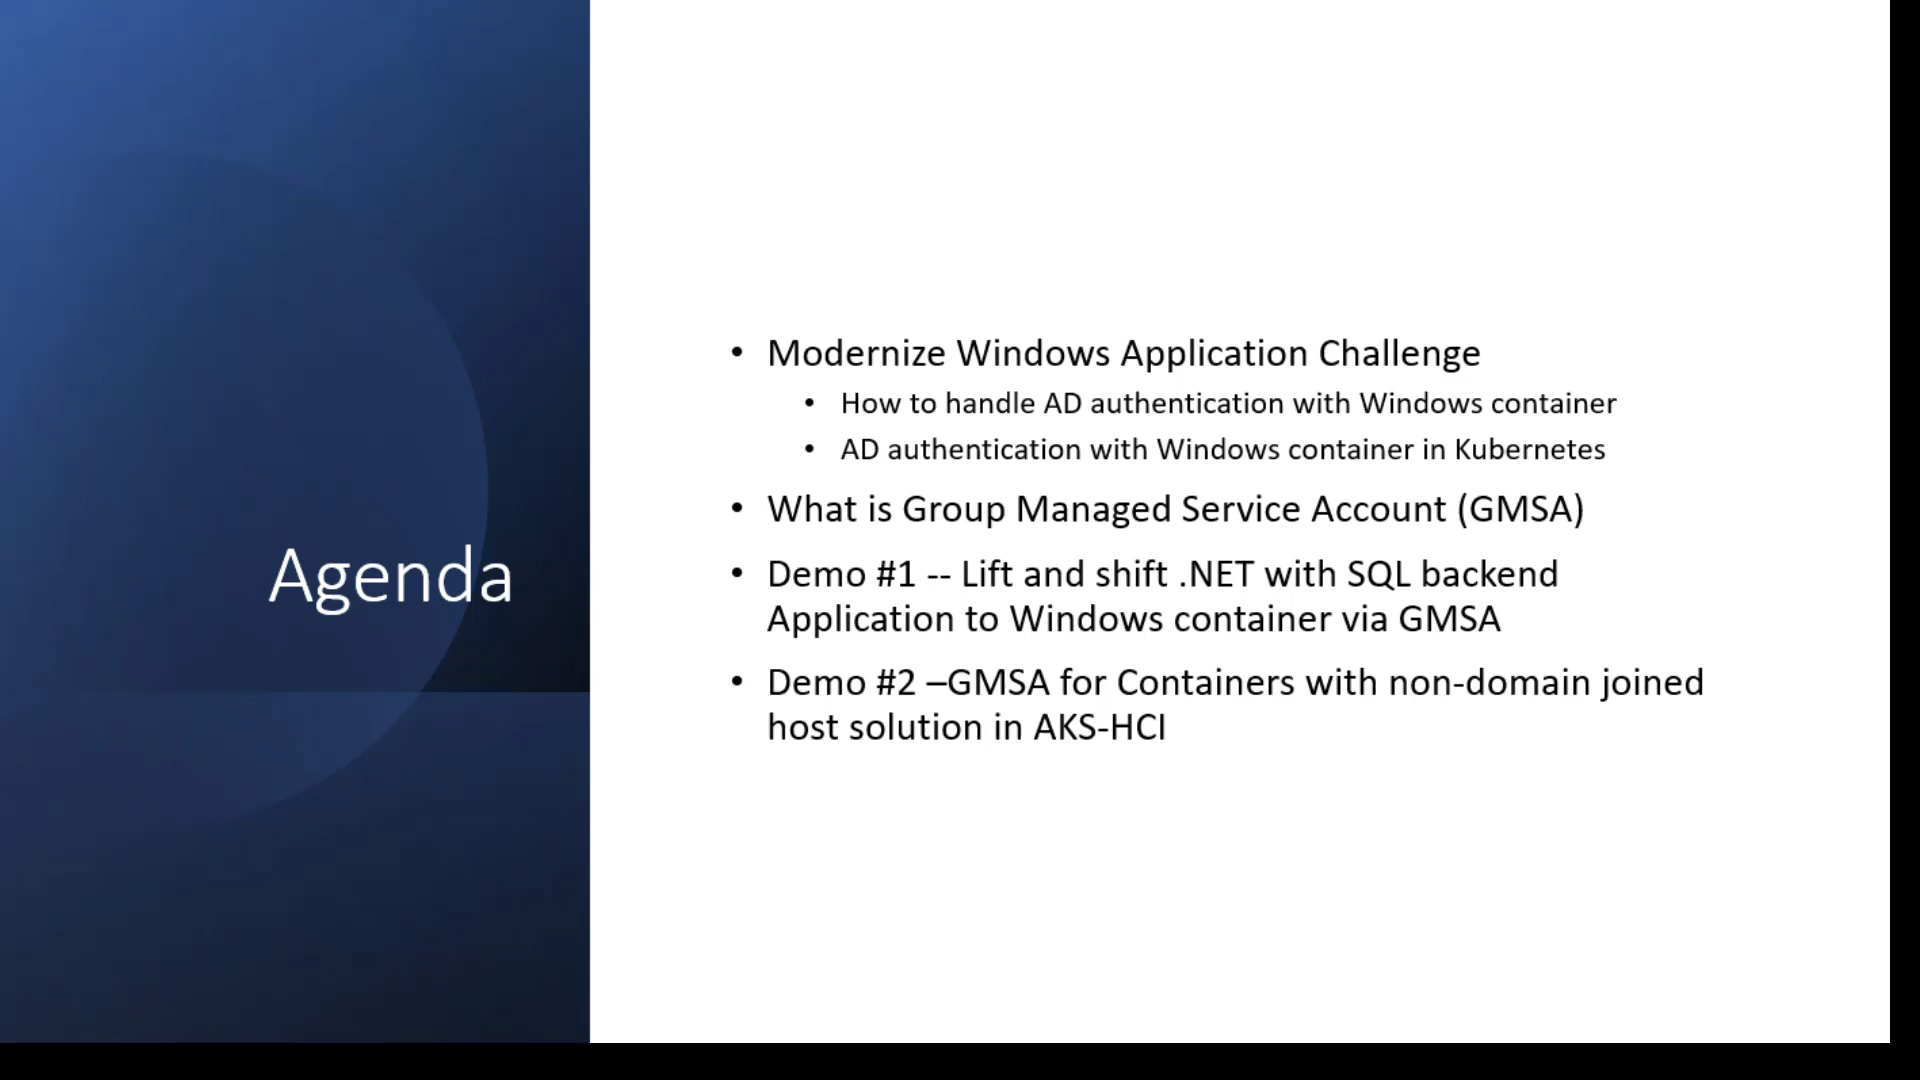 Agenda
• Modernize Windows Application Challenge
• How to handle AD authentication with Windows container
• AD authentication with Windows container in Kubernetes
• What is Group Managed Service Account (GMSA)
• Demo #1 -- Lift and shift .NET with SQL backend
Application to Windows container via GMSA
• Demo #2 –GMSA for Containers with non-domain joined
host solution in AKS-HCI